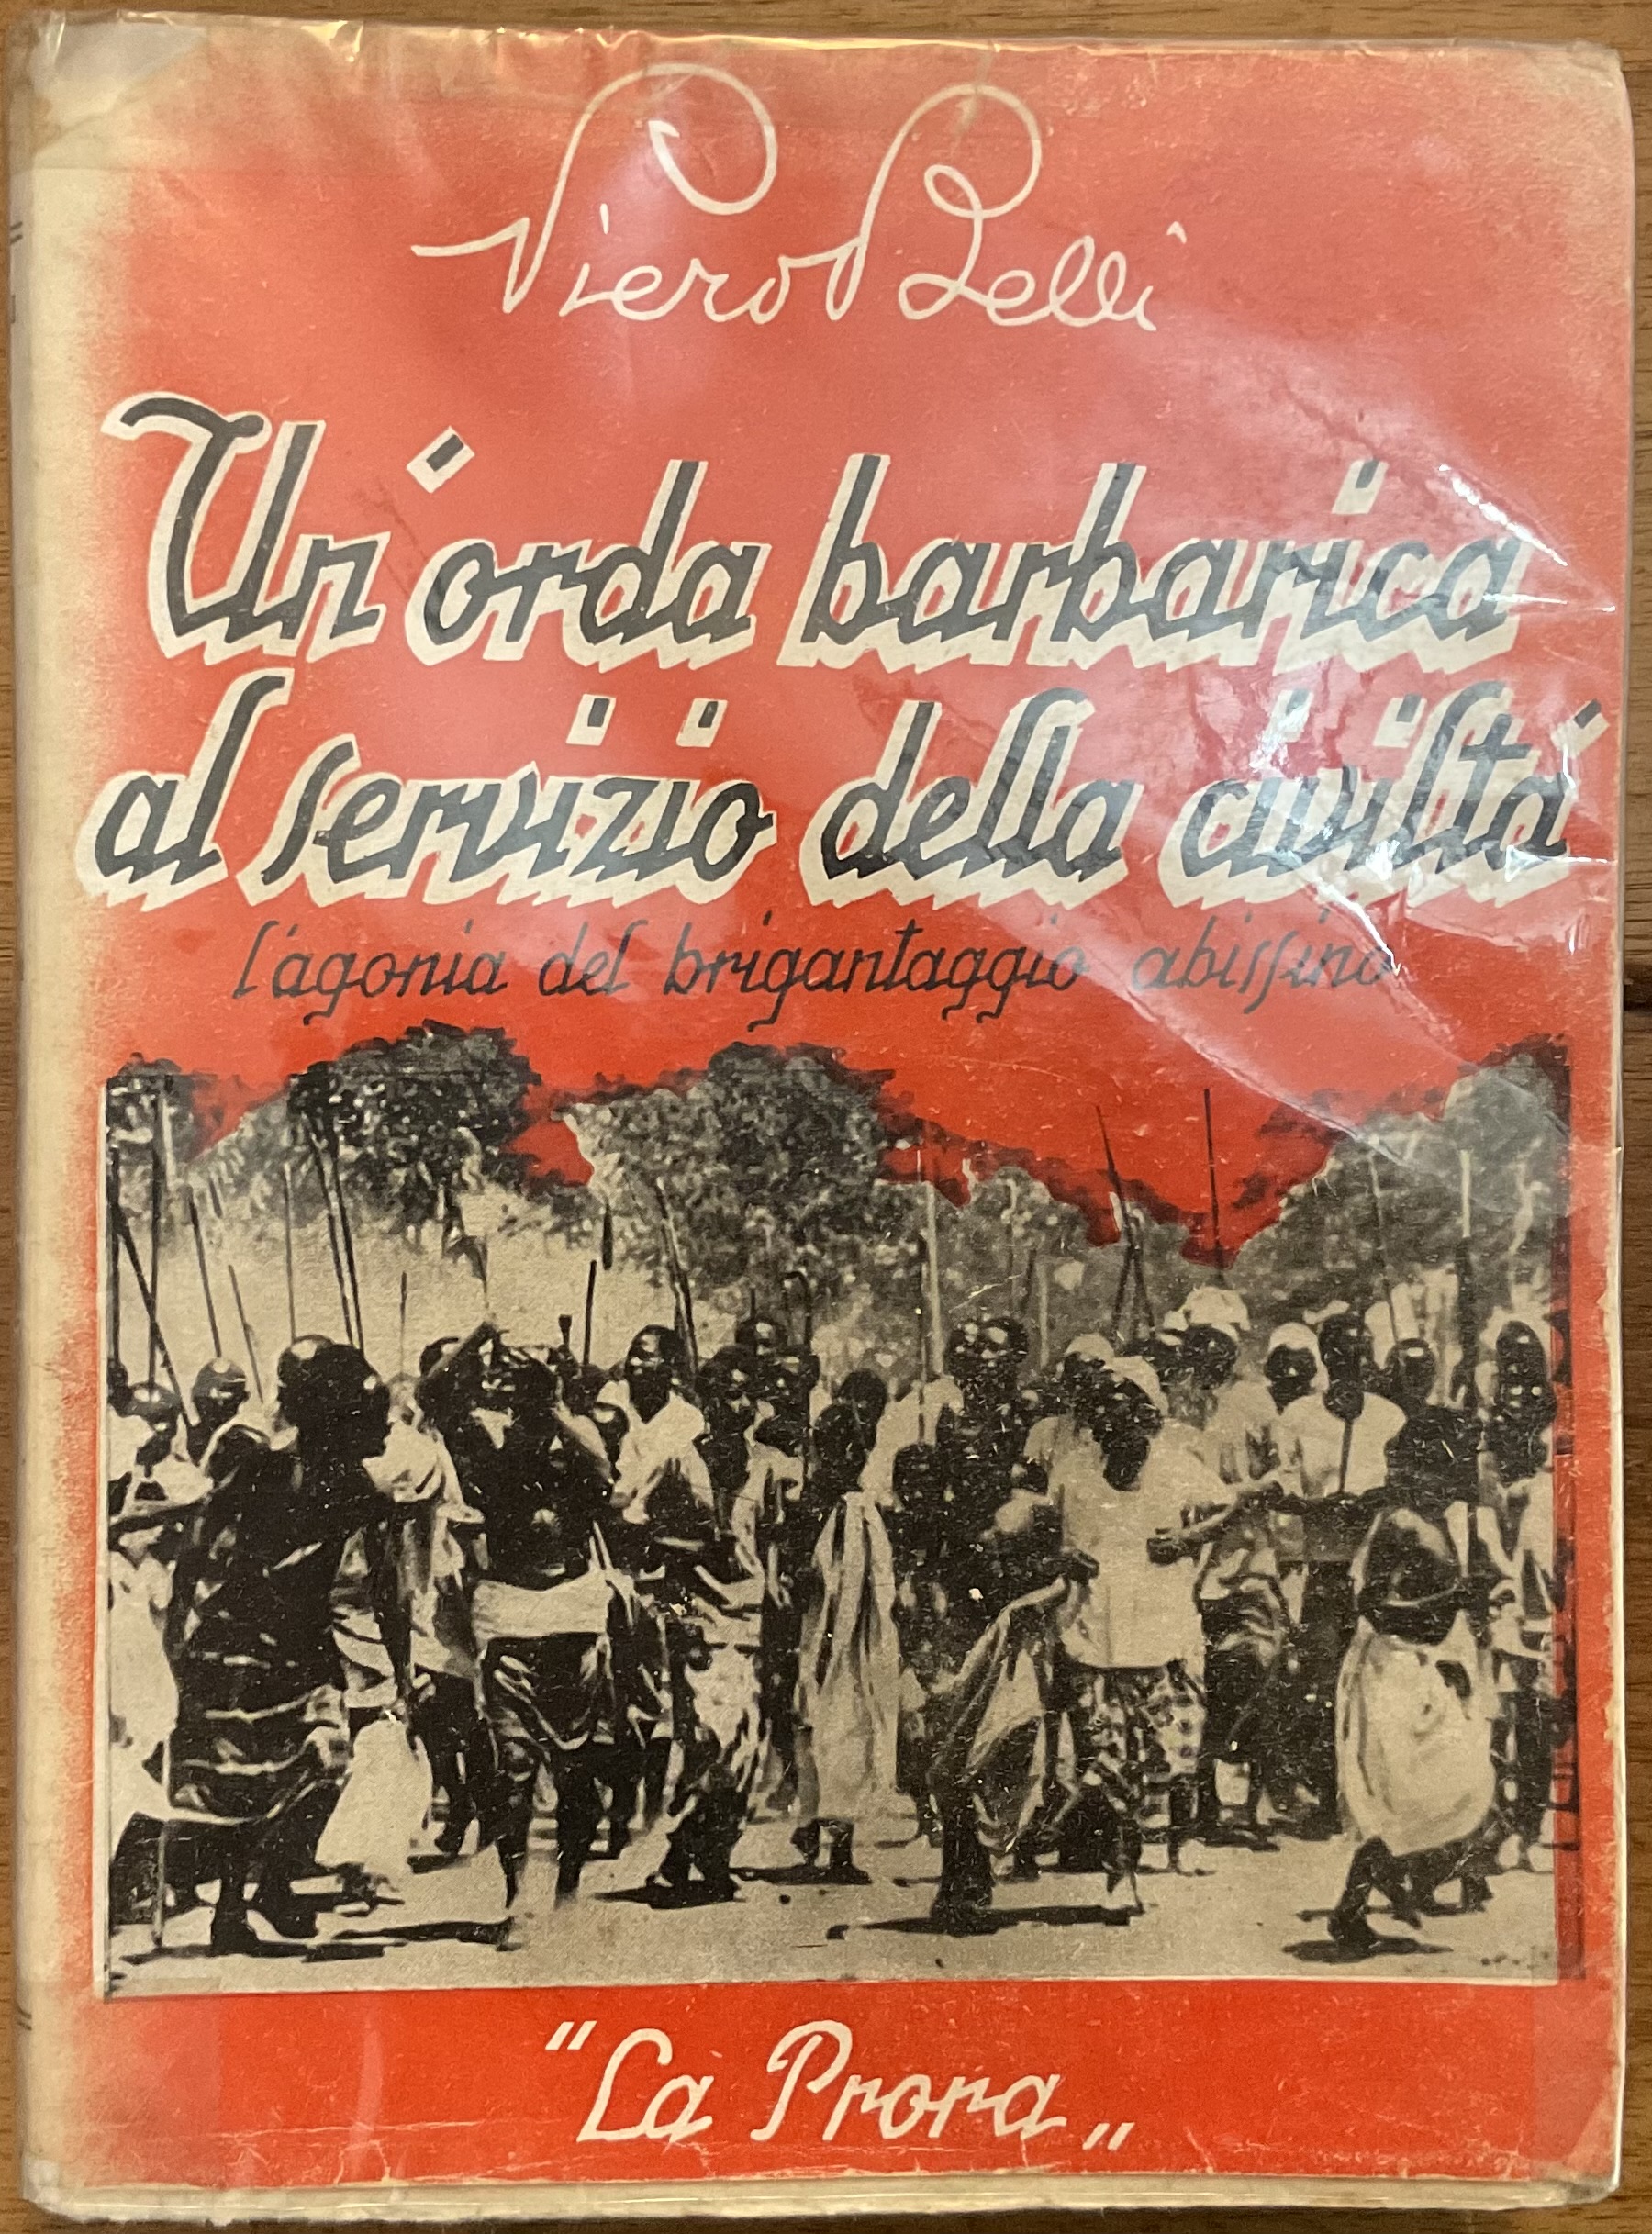 Piero Belli
Un'orda barbarica
al servizio della civiltà
l'agonia del brigantaggio abissino
"La Prora„